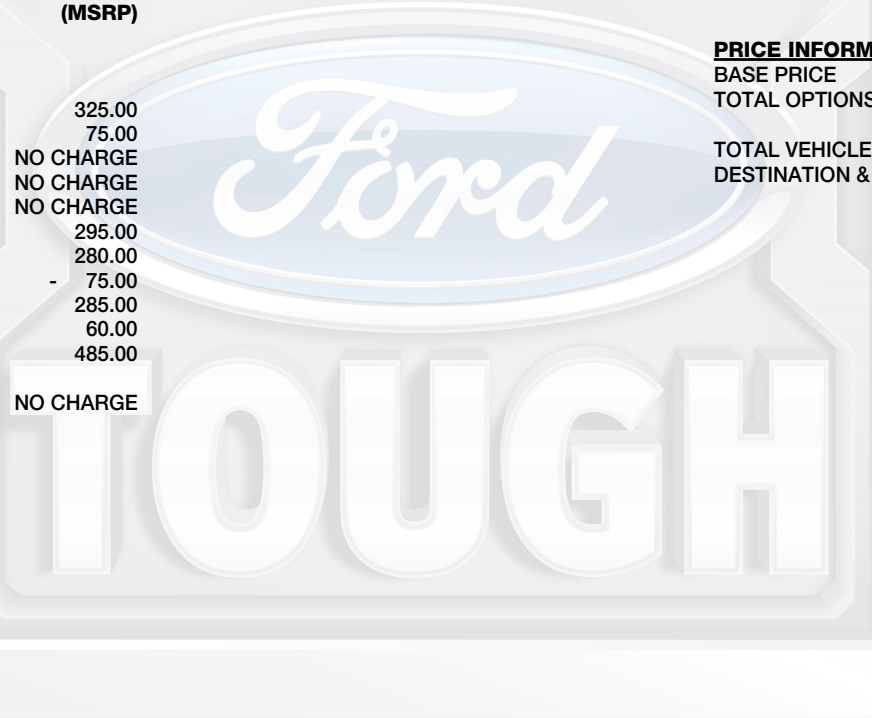 (MSRP)
PRICE INFORM
BASE PRICE
TOTAL OPTIONS
325.00
75.00
NO CHARGE
TOTAL VEHICLE
NO CHARGE
DESTINATION &
NO CHARGE
295.00
280.00
- 75.00
285.00
60.00
485.00
NO CHARGE
Ford
TOUGH